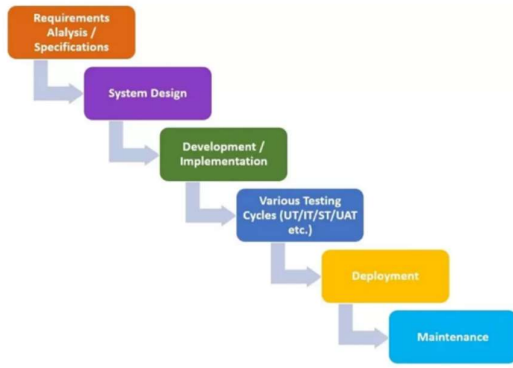 Requirements
Alalysis /
Specifications
System Design
Development /
Implementation
Various Testing
Cycles (UT/IT/ST/UAT
etc.)
Deployment
Maintenance